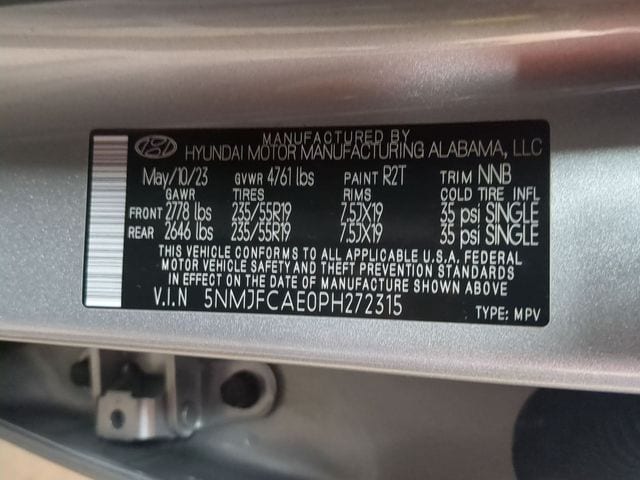 MANUFACTURED BY
HYUNDAI MOTOR MANUFACTURING ALABAMA, LLC
May/10/23 GVWR 4761 lbs PAINT R2T TRIM NNB
GAWR TIRES RIMS COLD TIRE INFL
FRONT 2778 lbs 235/55R19 7.5JX19 35 psi SINGLE
REAR 2646 lbs 235/55R19 7.5JX19 35 psi SINGLE
THIS VEHICLE CONFORMS TO ALL APPLICABLE U.S.A. FEDERAL
MOTOR VEHICLE SAFETY AND THEFT PREVENTION STANDARDS
IN EFFECT ON THE DATE OF MANUFACTURE SHOWN ABOVE
V.I.N 5NMJFCAE0PH272315 TYPE: MPV